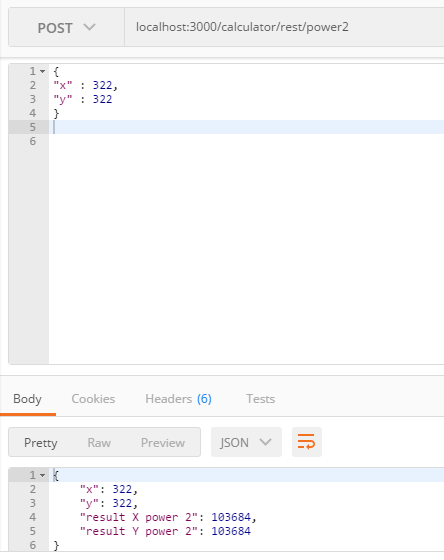 POST localhost:3000/calculator/rest/power2
1 {
2 "x" : 322,
3 "y" : 322
4 }
5
6
Body Cookies Headers (6) Tests
Pretty Raw Preview JSON
1 {
2 "x": 322,
3 "y": 322,
4 "result X power 2": 103684,
5 "result Y power 2": 103684
6 }